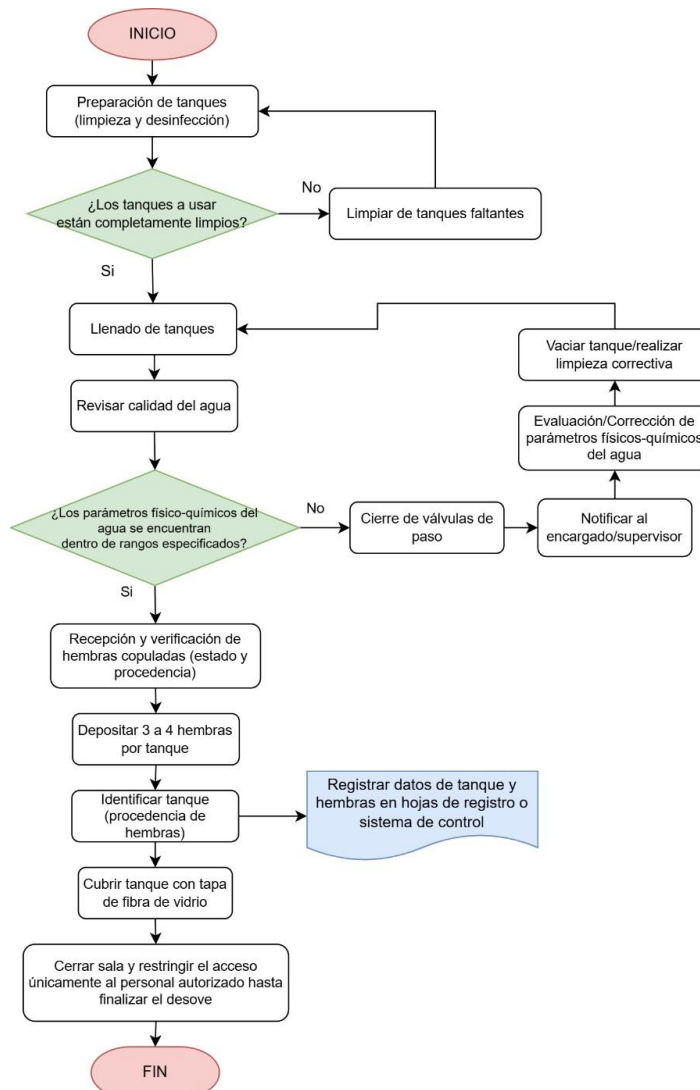 INICIO
Preparación de tanques
(limpieza y desinfección)
¿Los tanques a usar
están completamente limpios?
No
Limpiar de tanques faltantes
Si
Llenado de tanques
Vaciar tanque/realizar
limpieza correctiva
Revisar calidad del agua
Evaluación/Corrección de
parámetros físicos-químicos
del agua
¿Los parámetros físico-químicos del
agua se encuentran
dentro de rangos especificados?
No
Cierre de válvulas de
paso
Notificar al
encargado/supervisor
Si
Recepción y verificación de
hembras copuladas (estado y
procedencia)
Depositar 3 a 4 hembras
por tanque
Identificar tanque
(procedencia de
hembras)
Registrar datos de tanque y
hembras en hojas de registro o
sistema de control
Cubrir tanque con tapa
de fibra de vidrio
Cerrar sala y restringir el acceso
únicamente al personal autorizado hasta
finalizar el desove
FIN